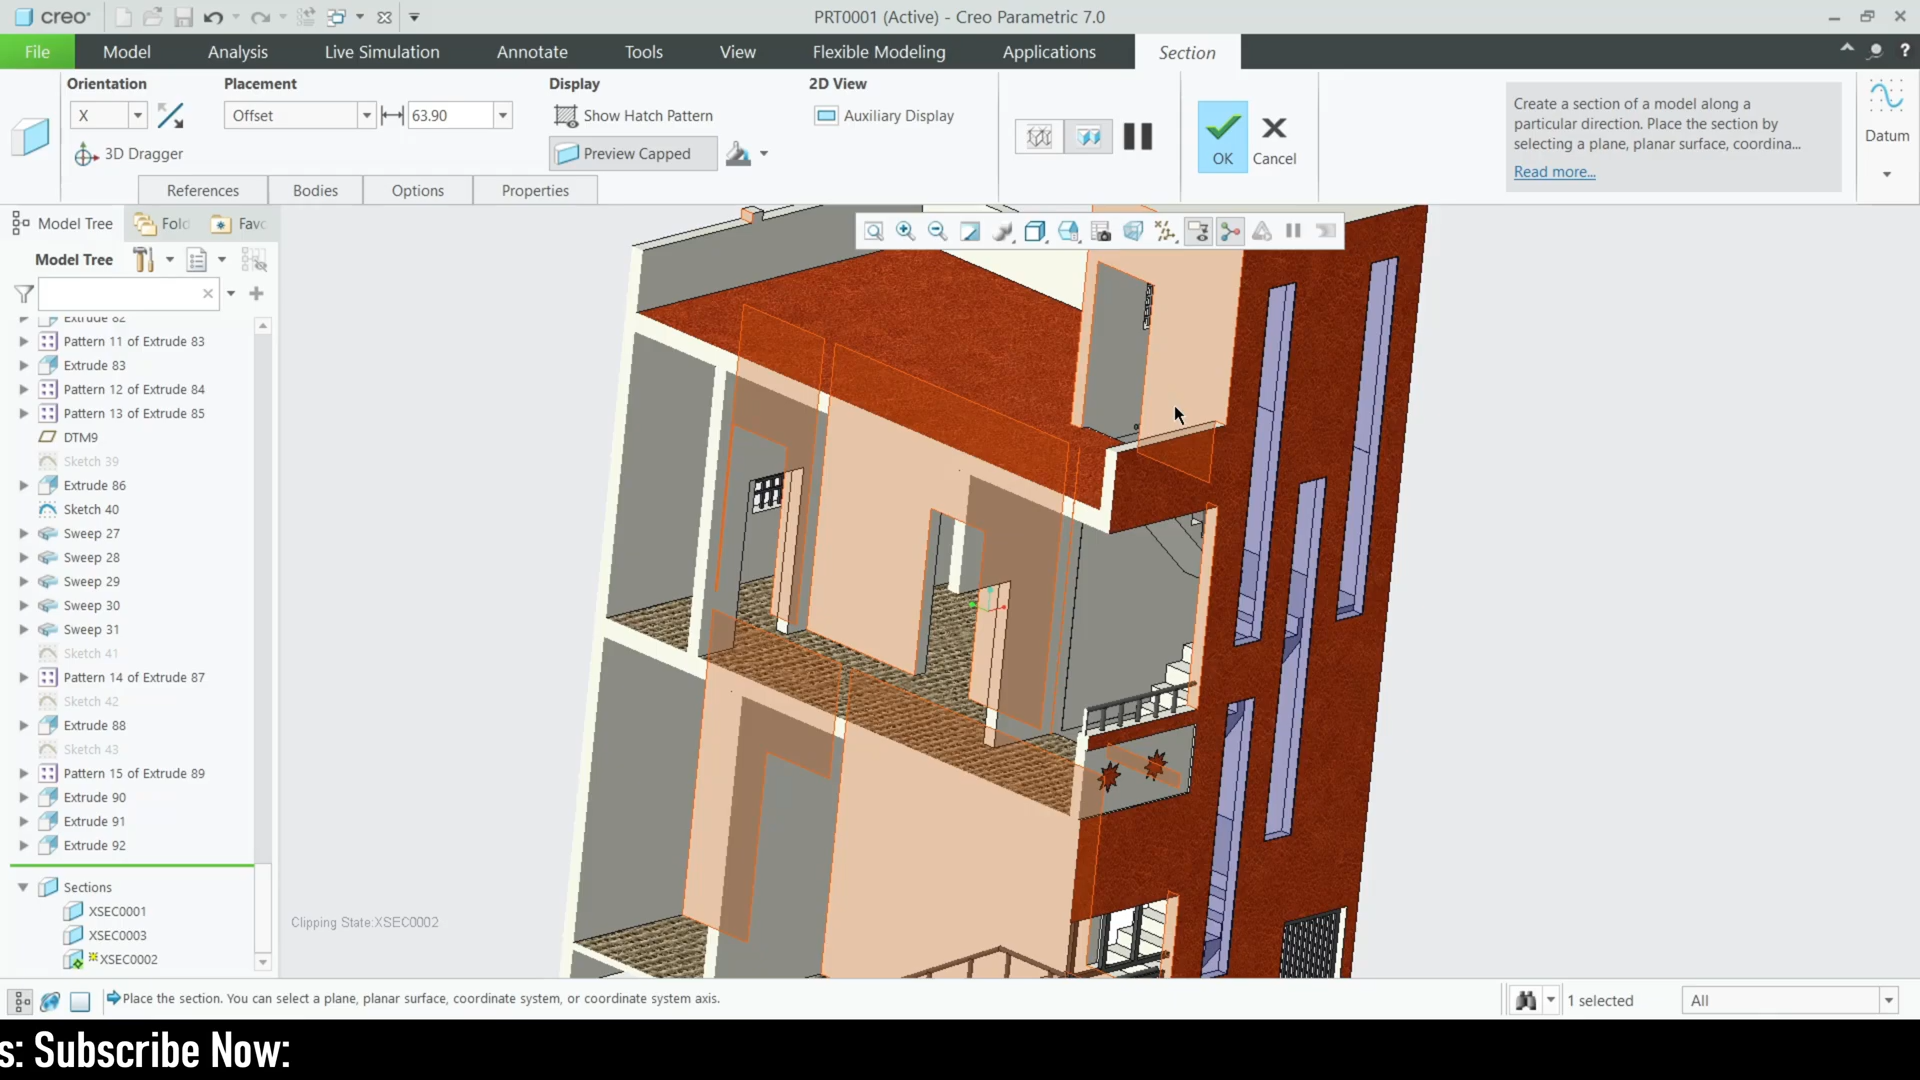 creo
PRT0001 (Active) - Creo Parametric 7.0
File Model Analysis Live Simulation Annotate Tools View Flexible Modeling Applications Section
Orientation Placement Display 2D View
X Offset 63.90 Show Hatch Pattern Auxiliary Display
3D Dragger Preview Capped
OK Cancel
Create a section of a model along a
particular direction. Place the section by
selecting a plane, planar surface, coordina...
Read more...
Datum
References Bodies Options Properties
Model Tree Fold Favo
Model Tree
Extrude 82
Pattern 11 of Extrude 83
Extrude 83
Pattern 12 of Extrude 84
Pattern 13 of Extrude 85
DTM9
Sketch 39
Extrude 86
Sketch 40
Sweep 27
Sweep 28
Sweep 29
Sweep 30
Sweep 31
Sketch 41
Pattern 14 of Extrude 87
Sketch 42
Extrude 88
Sketch 43
Pattern 15 of Extrude 89
Extrude 90
Extrude 91
Extrude 92
Sections
XSEC0001
XSEC0003
XSEC0002
Clipping State:XSEC0002
Place the section. You can select a plane, planar surface, coordinate system, or coordinate system axis.
1 selected All
s: Subscribe Now: